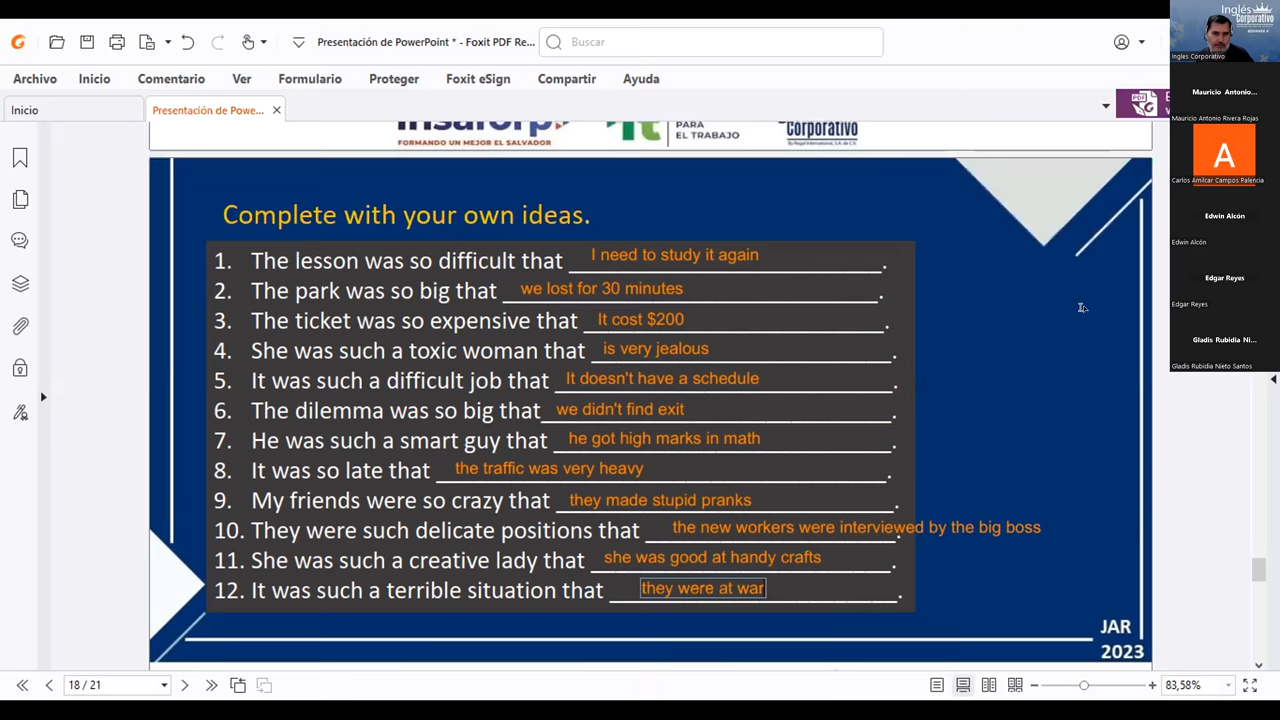 Inglés
Corporativo
BEGINNER 4
Ingles Corporativo
Presentación de PowerPoint * - Foxit PDF Re...
Buscar
Archivo Inicio Comentario Ver Formulario Proteger Foxit eSign Compartir Ayuda
Mauricio Antonio...
Mauricio Antonio Rivera Rojas
Inicio
Presentación de Powe...
PDF
A
Carlos Amilcar Campos Palencia
Edwin Alcón
Edwin Alcón
Edgar Reyes
Edgar Reyes
Gladis Rubidia Ni...
Gladis Rubidia Nieto Santos
insaforp
FORMANDO UN MEJOR EL SALVADOR
PARA
EL TRABAJO
Corporativo
By Regal International, S.A. de C.V.
Complete with your own ideas.
1. The lesson was so difficult that I need to study it again.
2. The park was so big that we lost for 30 minutes.
3. The ticket was so expensive that It cost $200.
4. She was such a toxic woman that is very jealous.
5. It was such a difficult job that It doesn't have a schedule.
6. The dilemma was so big that we didn't find exit.
7. He was such a smart guy that he got high marks in math.
8. It was so late that the traffic was very heavy.
9. My friends were so crazy that they made stupid pranks.
10. They were such delicate positions that the new workers were interviewed by the big boss.
11. She was such a creative lady that she was good at handy crafts.
12. It was such a terrible situation that they were at war.
JAR
2023
18 / 21
83,58%